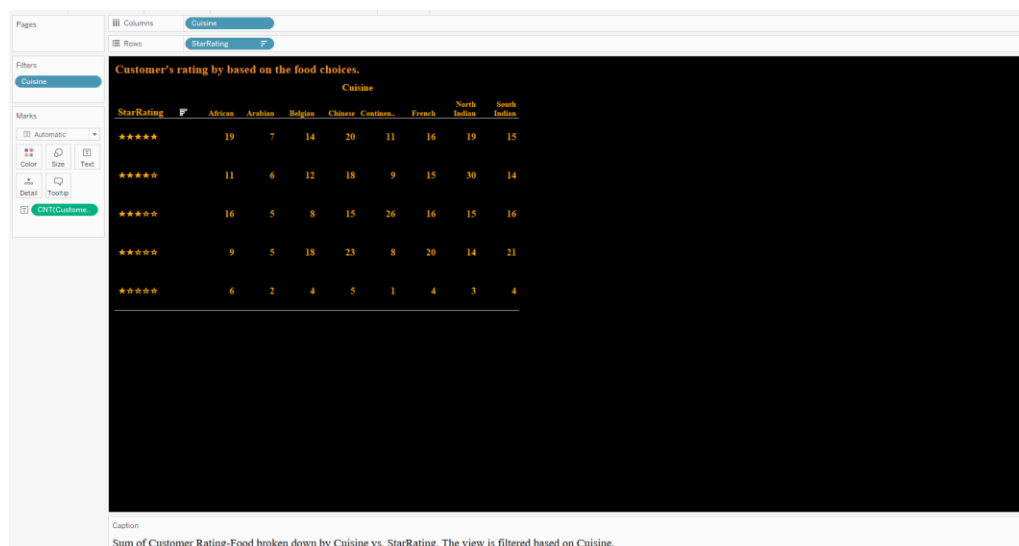 Pages
Columns
Cuisine
Rows
StarRating
Filters
Cuisine
Marks
Automatic
Color Size Text
Detail Tooltip
CNT(Custome..
Customer's rating by based on the food choices.
Cuisine
StarRating African Arabian Belgian Chinese Continen.. French North Indian South Indian
★★★★★ 19 7 14 20 11 16 19 15
★★★★☆ 11 6 12 18 9 15 30 14
★★★☆☆ 16 5 8 15 26 16 15 16
★★☆☆☆ 9 5 18 23 8 20 14 21
★☆☆☆☆ 6 2 4 5 1 4 3 4
Caption
Sum of Customer Rating-Food broken down by Cuisine vs. StarRating. The view is filtered based on Cuisine.